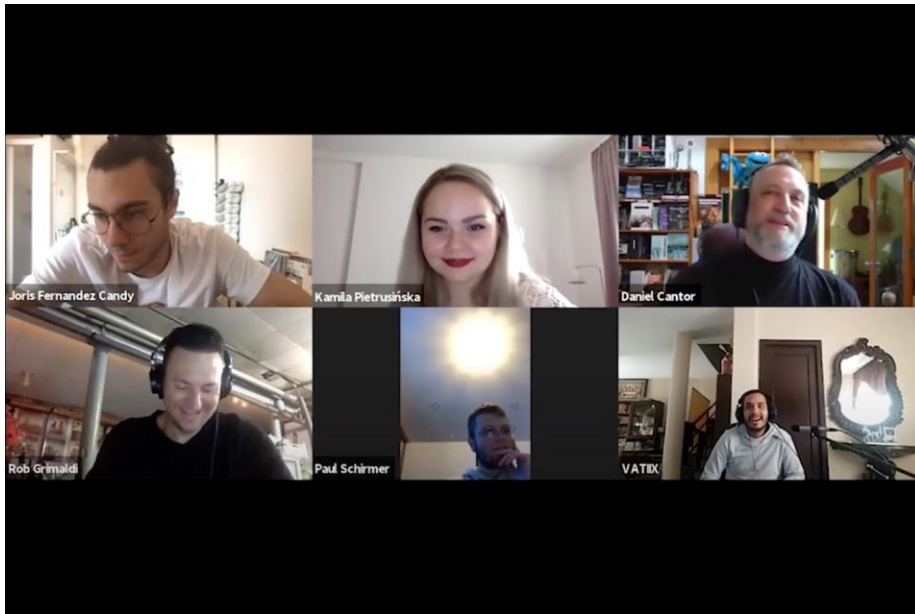 Joris Fernandez Candy
Kamila Pietrusińska
Daniel Cantor
Rob Grimaldi
Paul Schirmer
VATIIX